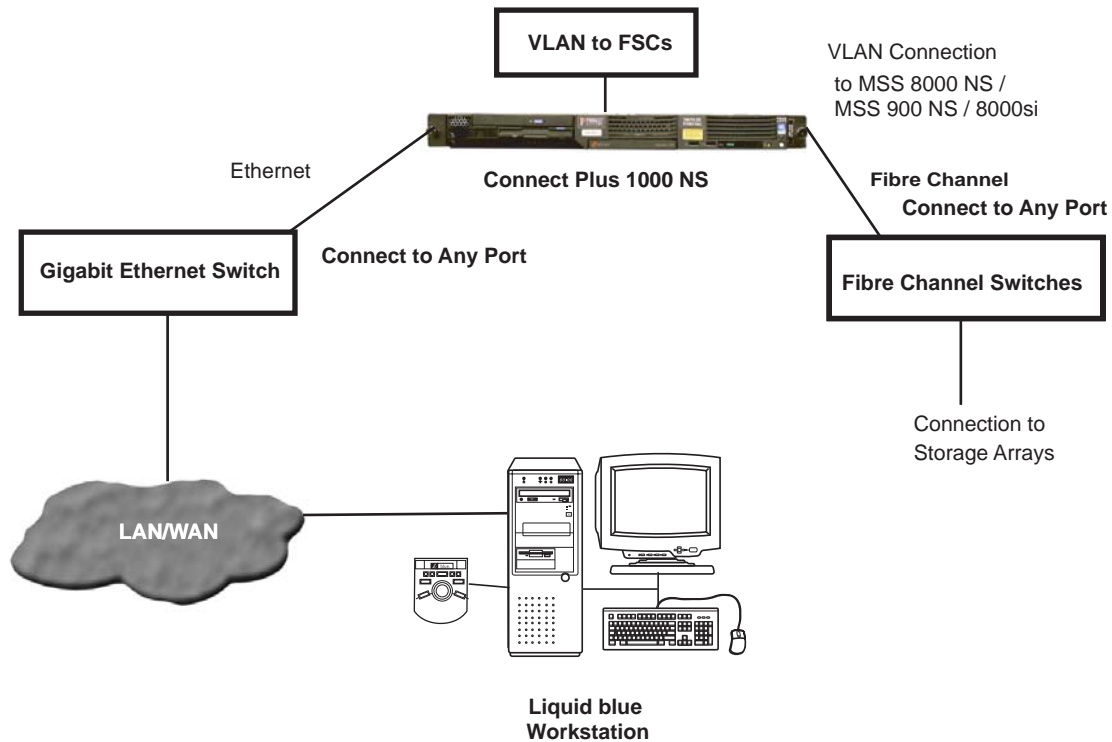 VLAN to FSCs
VLAN Connection
to MSS 8000 NS /
MSS 900 NS / 8000si
Ethernet
Connect Plus 1000 NS
Fibre Channel
Connect to Any Port
Connect to Any Port
Gigabit Ethernet Switch
Fibre Channel Switches
Connection to
Storage Arrays
LAN/WAN
Liquid blue
Workstation